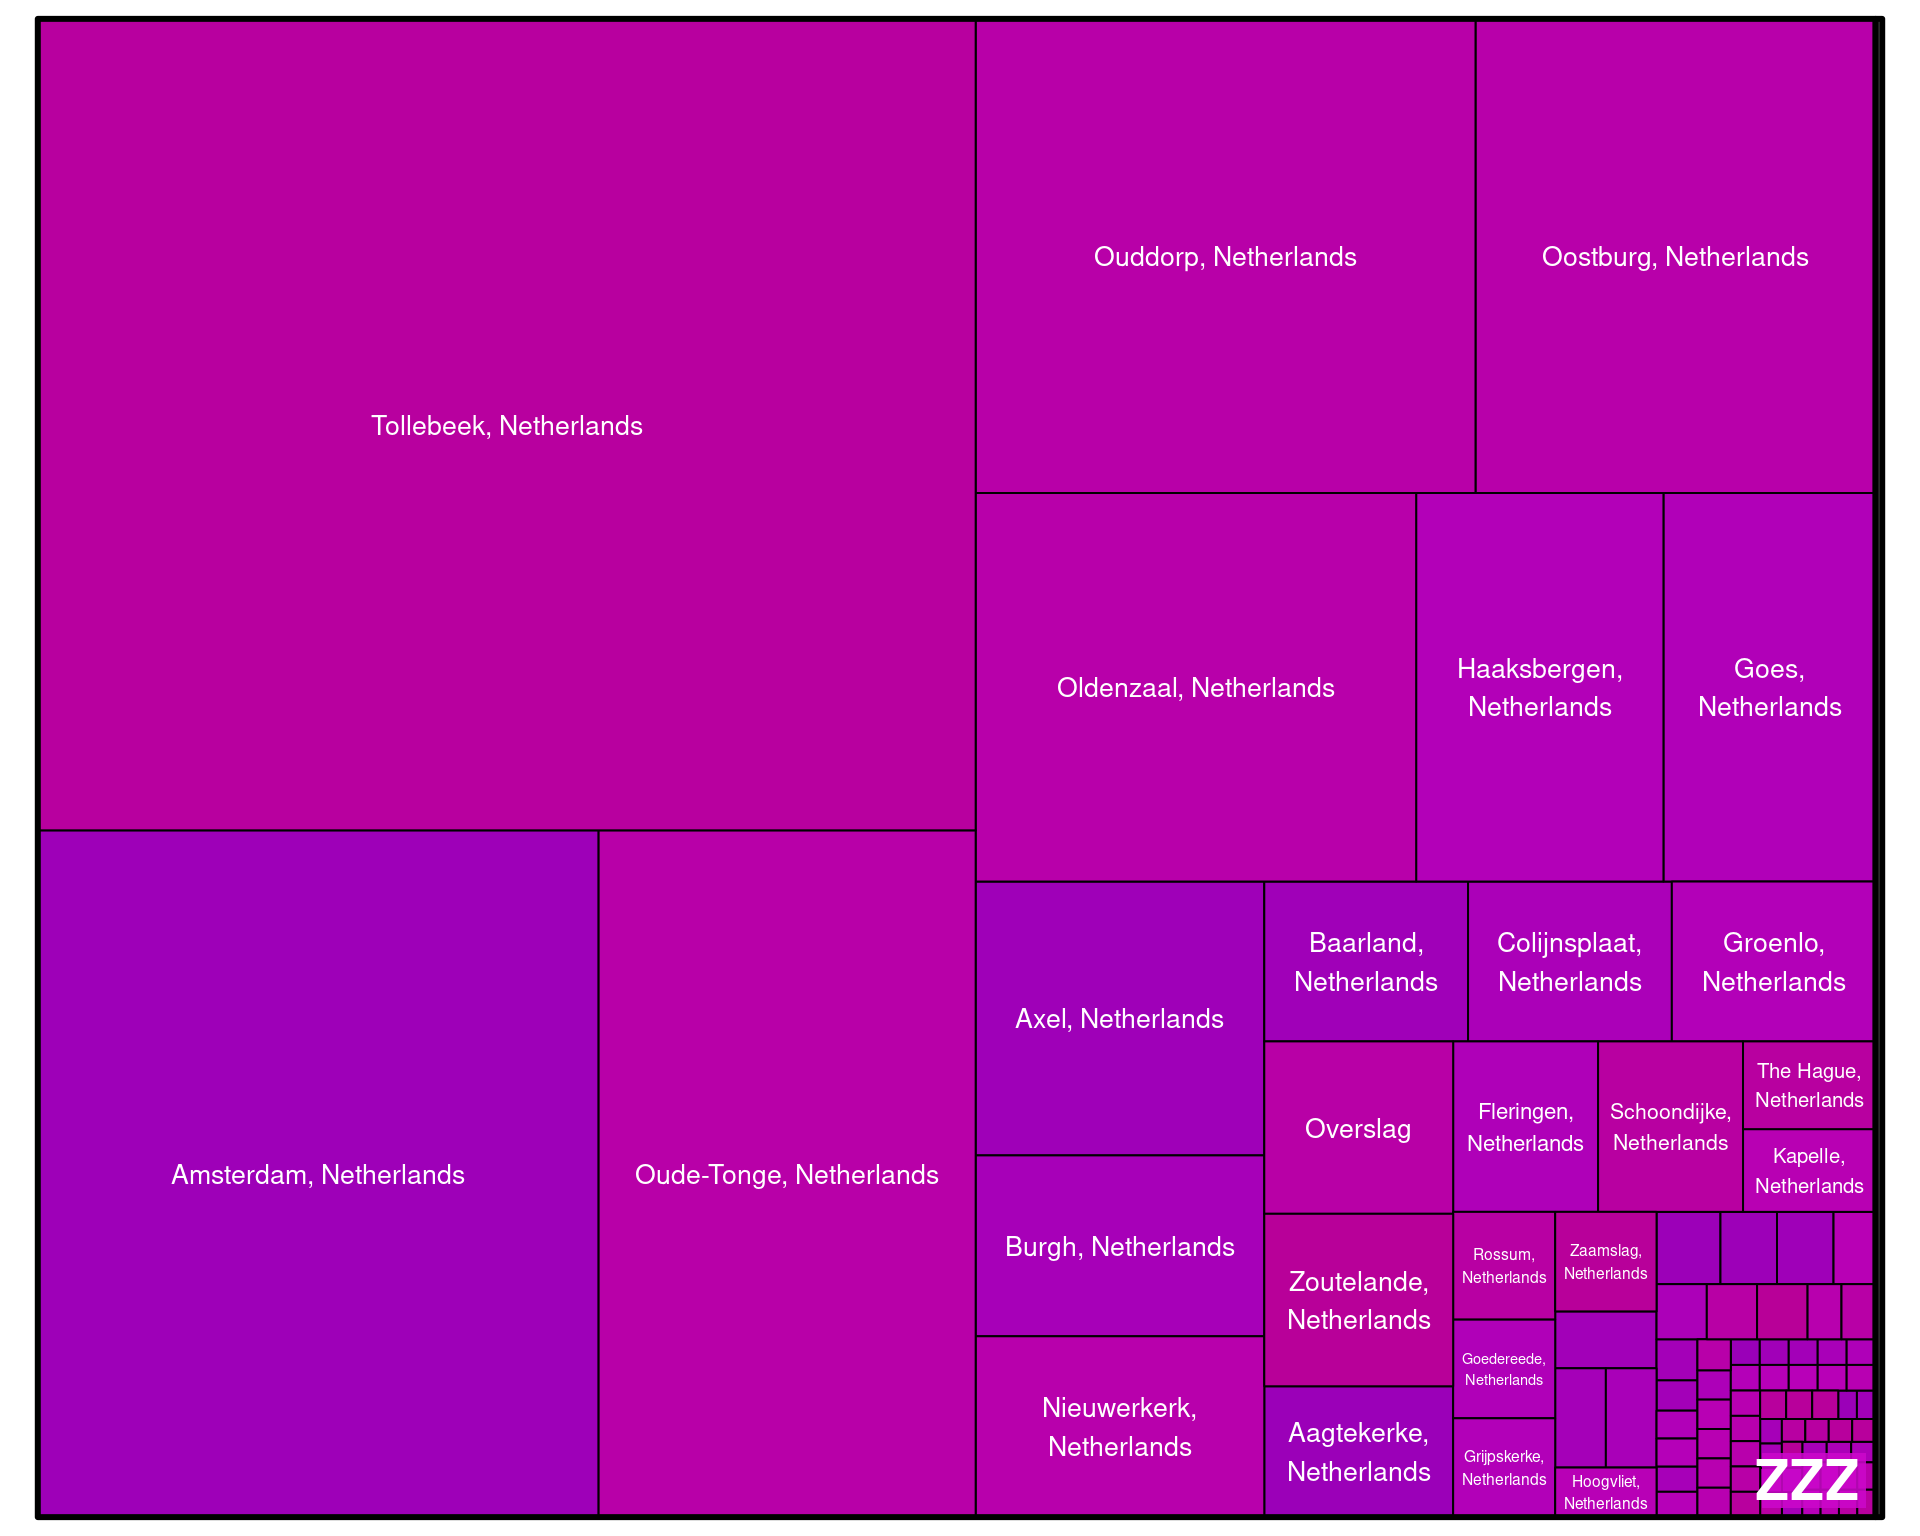 Tollebeek, Netherlands
Ouddorp, Netherlands
Oostburg, Netherlands
Oldenzaal, Netherlands
Haaksbergen,
Netherlands
Goes,
Netherlands
Amsterdam, Netherlands
Oude-Tonge, Netherlands
Axel, Netherlands
Baarland,
Netherlands
Colijnsplaat,
Netherlands
Groenlo,
Netherlands
Burgh, Netherlands
Overslag
Fleringen,
Netherlands
Schoondijke,
Netherlands
The Hague,
Netherlands
Kapelle,
Netherlands
Nieuwerkerk,
Netherlands
Zoutelande,
Netherlands
Aagtekerke,
Netherlands
Rossum,
Netherlands
Zaamslag,
Netherlands
Goedereede,
Netherlands
Grijpskerke,
Netherlands
Hoogvliet,
Netherlands
ZZZ